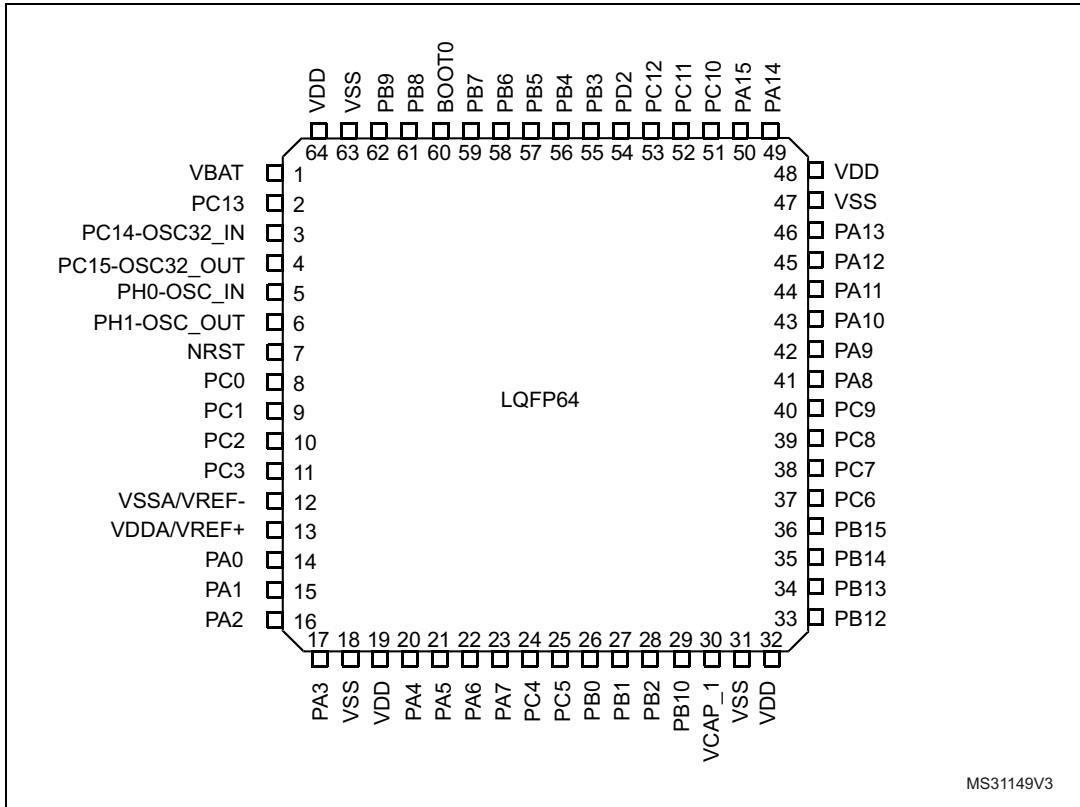 VDD
VSS
PB9
PB8
BOOT0
PB7
PB6
PB5
PB4
PB3
PD2
PC12
PC11
PC10
PA15
PA14
64 63 62 61 60 59 58 57 56 55 54 53 52 51 50 49
VBAT 1
48 VDD
PC13 2
47 VSS
PC14-OSC32_IN 3
46 PA13
PC15-OSC32_OUT 4
45 PA12
PH0-OSC_IN 5
44 PA11
PH1-OSC_OUT 6
43 PA10
NRST 7
42 PA9
PC0 8
41 PA8
LQFP64
PC1 9
40 PC9
PC2 10
39 PC8
PC3 11
38 PC7
VSSA/VREF- 12
37 PC6
VDDA/VREF+ 13
36 PB15
PA0 14
35 PB14
PA1 15
34 PB13
PA2 16
33 PB12
17 18 19 20 21 22 23 24 25 26 27 28 29 30 31 32
PA3
VSS
VDD
PA4
PA5
PA6
PA7
PC4
PC5
PB0
PB1
PB2
PB10
VCAP_1
VSS
VDD
MS31149V3